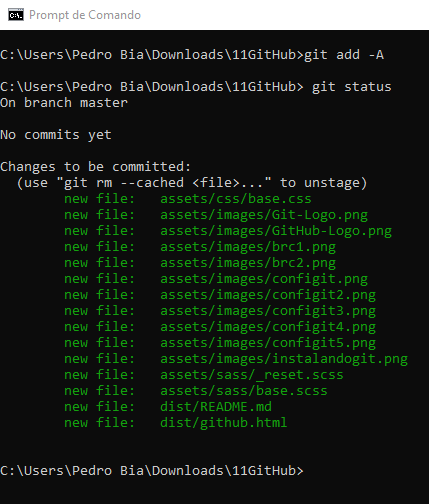 Prompt de Comando
C:\Users\Pedro Bia\Downloads\11GitHub>git add -A
C:\Users\Pedro Bia\Downloads\11GitHub> git status
On branch master
No commits yet
Changes to be committed:
  (use "git rm --cached <file>..." to unstage)
        new file:   assets/css/base.css
        new file:   assets/images/Git-Logo.png
        new file:   assets/images/GitHub-Logo.png
        new file:   assets/images/brc1.png
        new file:   assets/images/brc2.png
        new file:   assets/images/configit.png
        new file:   assets/images/configit2.png
        new file:   assets/images/configit3.png
        new file:   assets/images/configit4.png
        new file:   assets/images/configit5.png
        new file:   assets/images/instalandogit.png
        new file:   assets/sass/_reset.scss
        new file:   assets/sass/base.scss
        new file:   dist/README.md
        new file:   dist/github.html
C:\Users\Pedro Bia\Downloads\11GitHub>